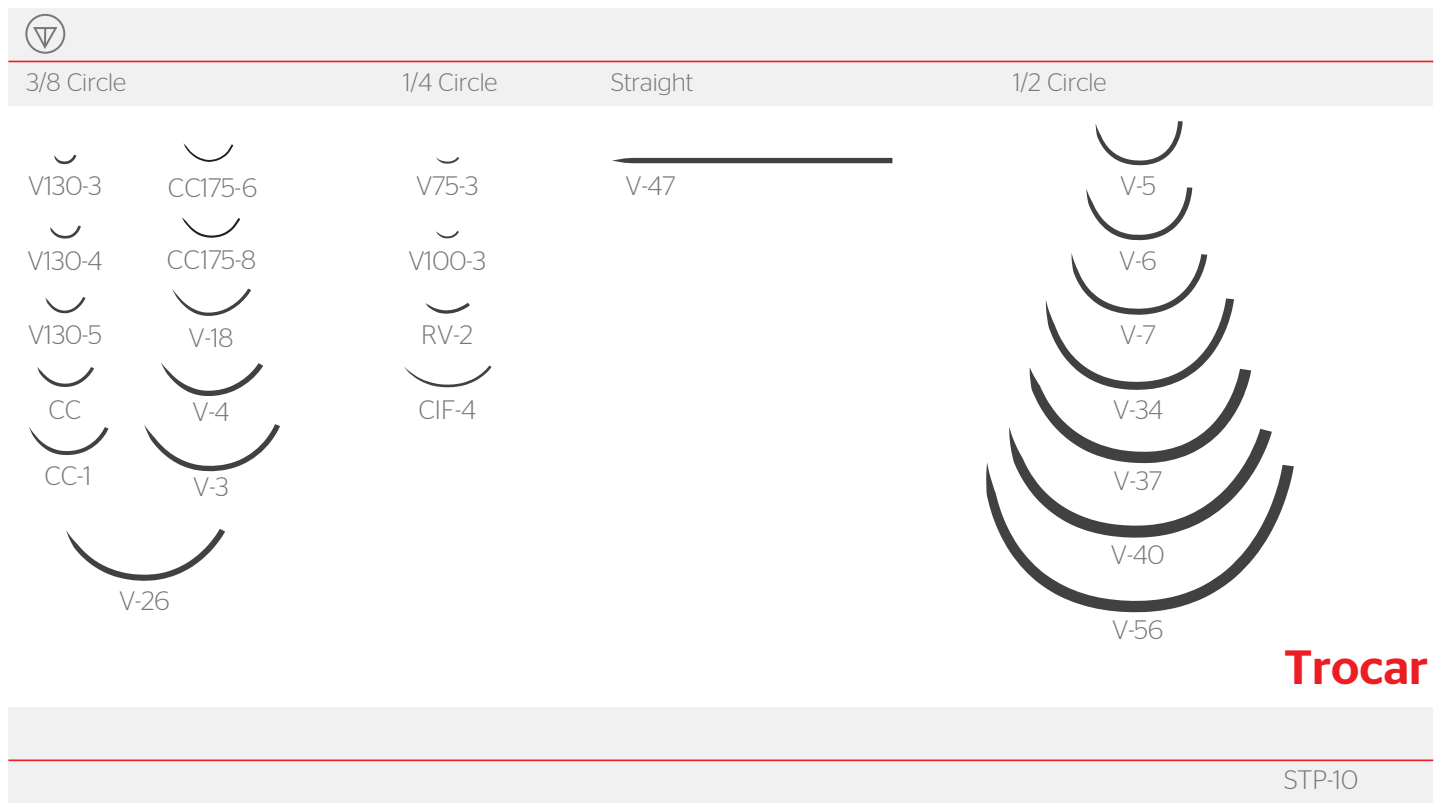 3/8 Circle
1/4 Circle
Straight
1/2 Circle
V130-3
CC175-6
V75-3
V-47
V-5
V130-4
CC175-8
V100-3
V-6
V130-5
V-18
RV-2
V-7
CC
V-4
CIF-4
V-34
CC-1
V-3
V-37
V-40
V-26
V-56
Trocar
STP-10